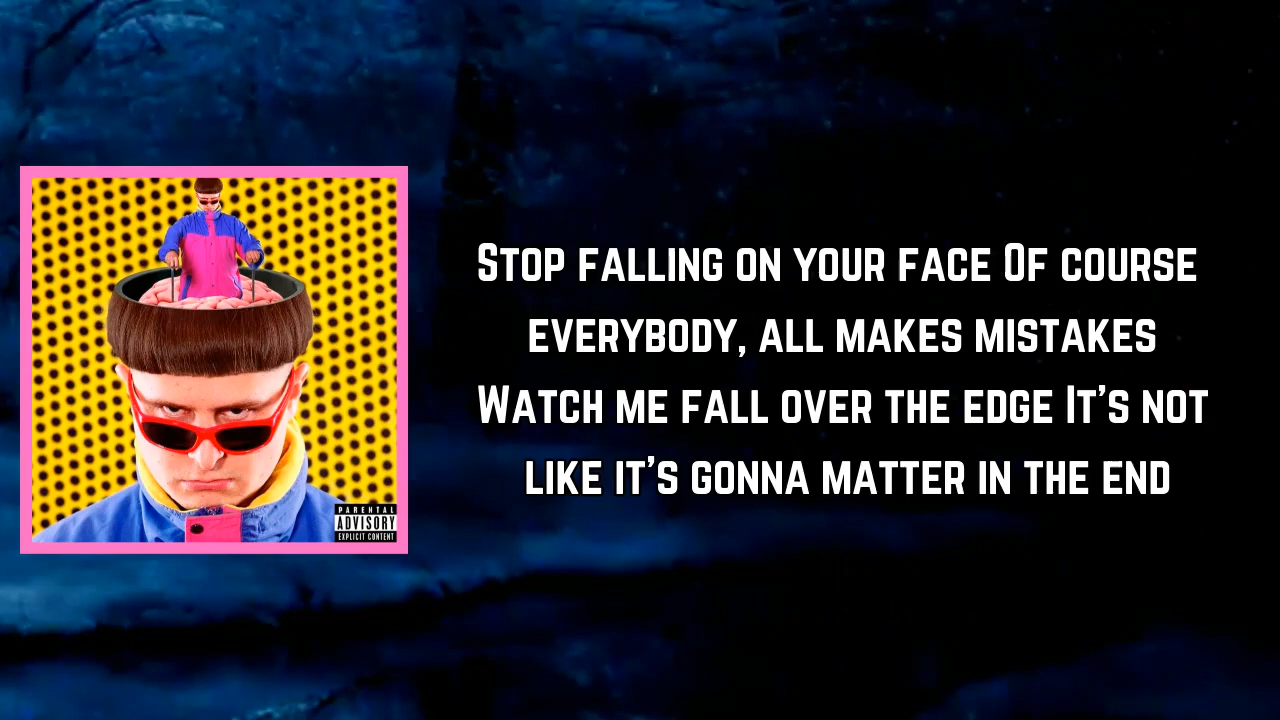 Stop falling on your face Of course
everybody, all makes mistakes
Watch me fall over the edge It's not
like it's gonna matter in the end
PARENTAL
ADVISORY
EXPLICIT CONTENT